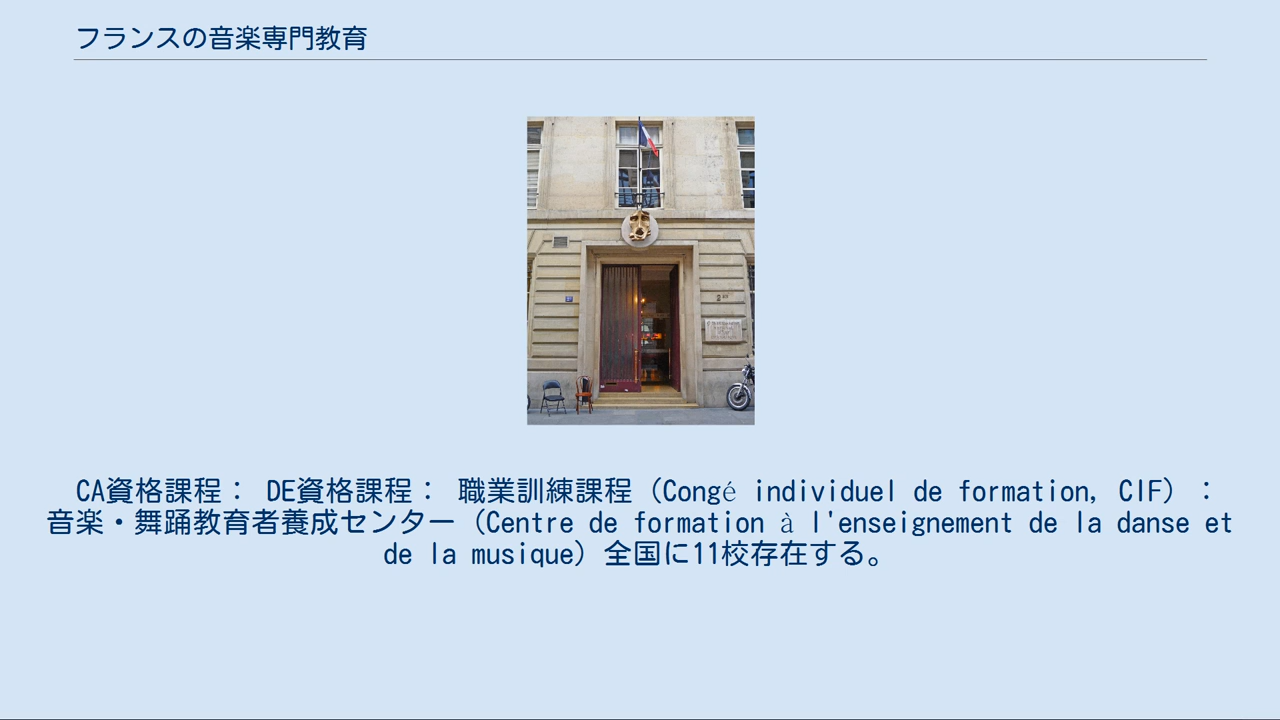 フランスの音楽専門教育
CA資格課程： DE資格課程： 職業訓練課程（Congé individuel de formation, CIF）：
音楽・舞踊教育者養成センター（Centre de formation à l'enseignement de la danse et
de la musique）全国に11校存在する。